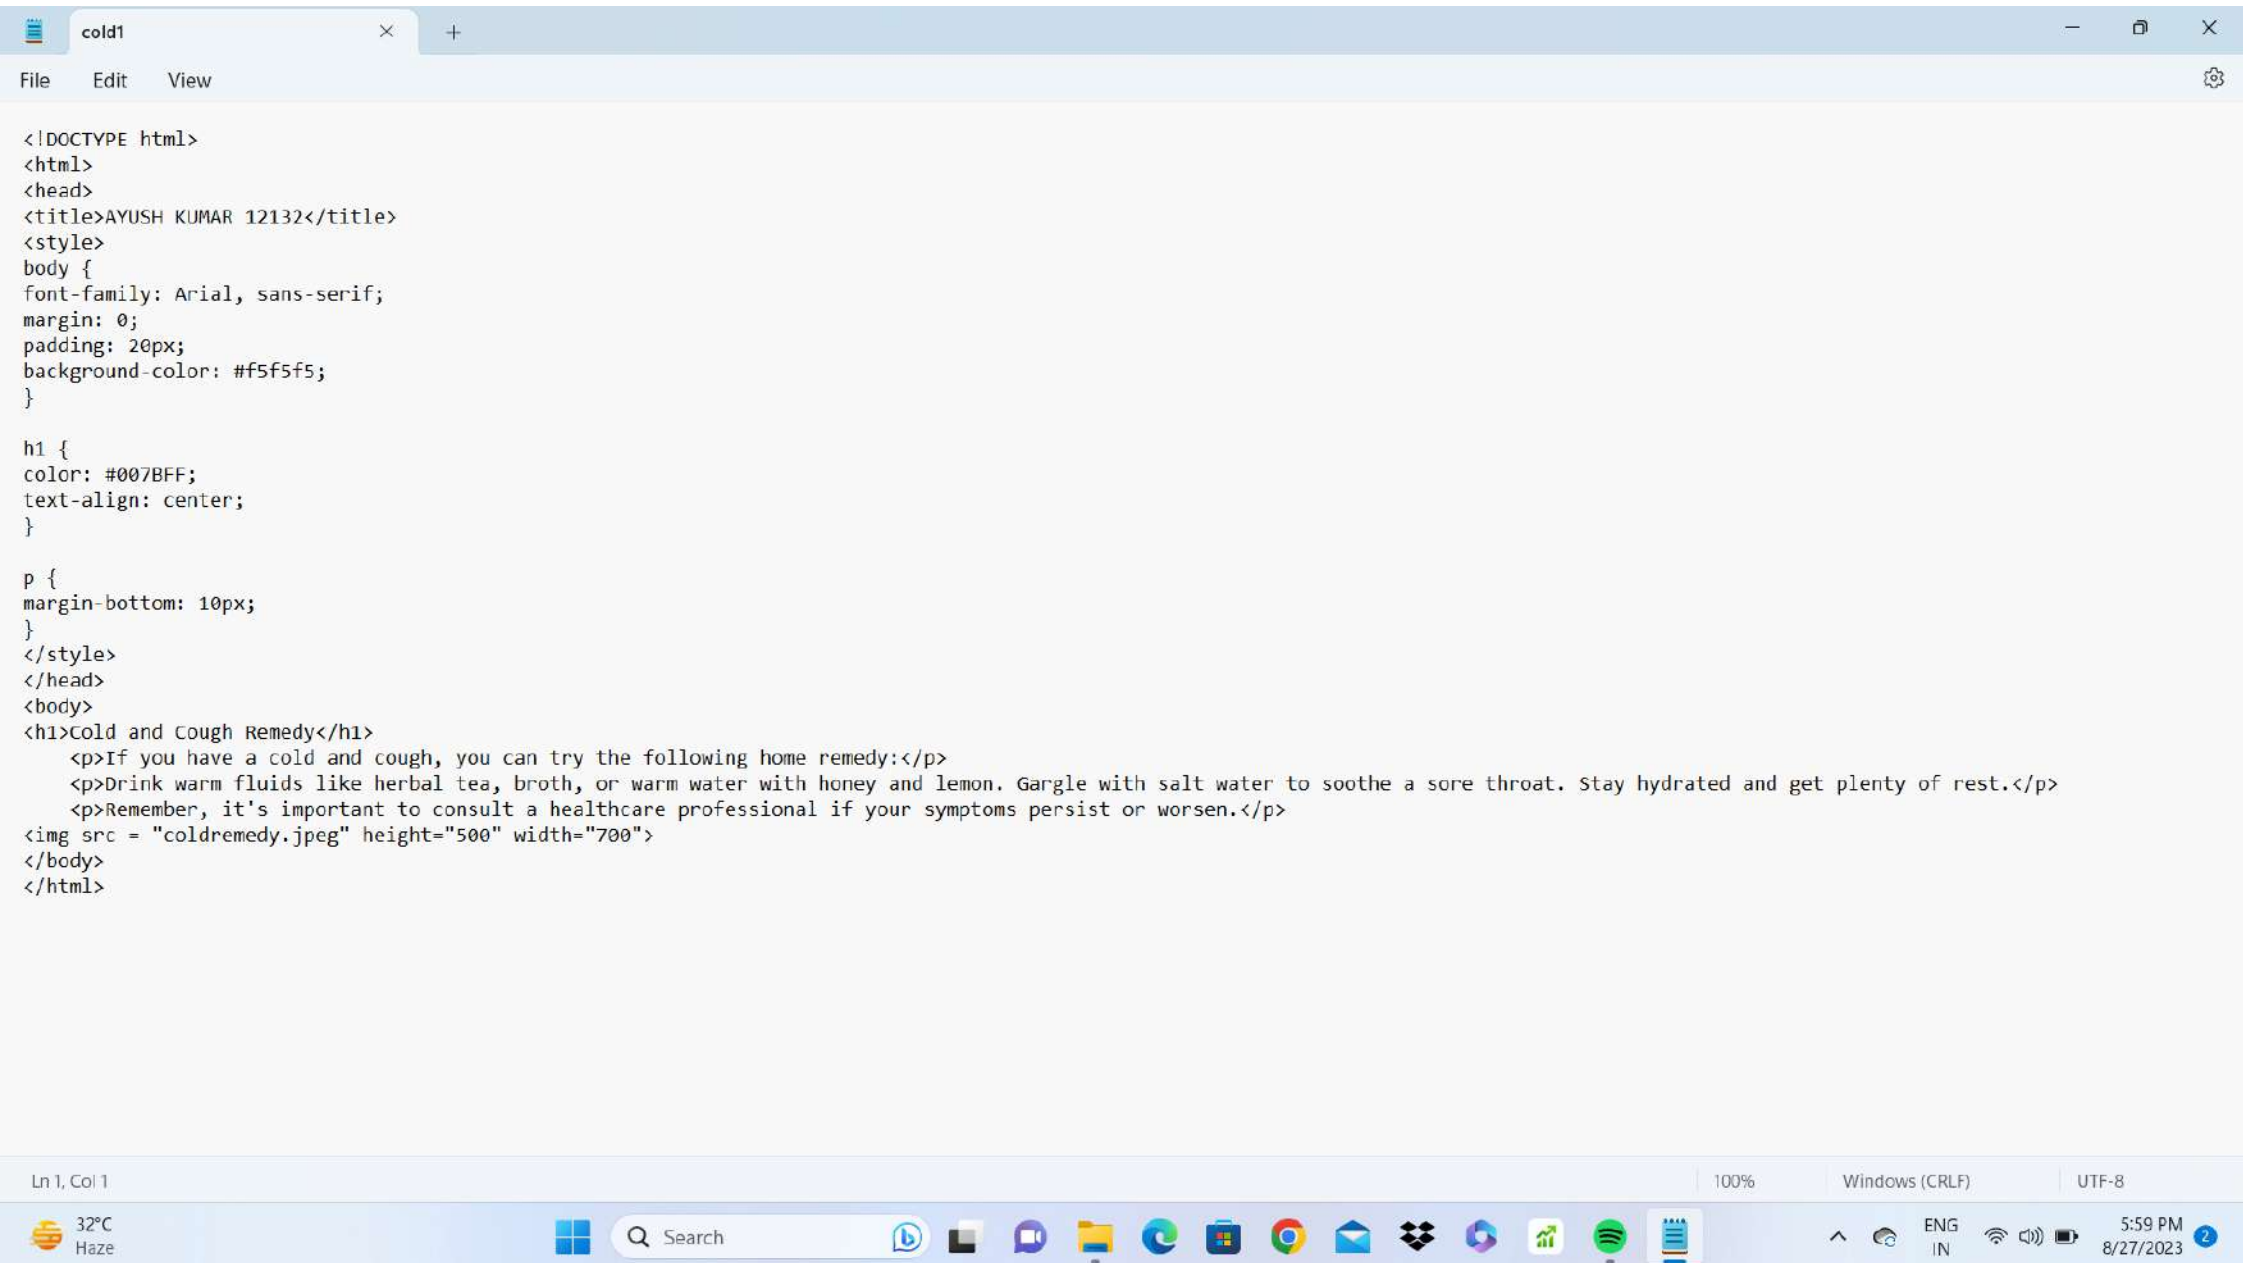 cold1
File Edit View
<!DOCTYPE html>
<html>
<head>
<title>AYUSH KUMAR 12132</title>
<style>
body {
font-family: Arial, sans-serif;
margin: 0;
padding: 20px;
background-color: #f5f5f5;
}
h1 {
color: #007BFF;
text-align: center;
}
p {
margin-bottom: 10px;
}
</style>
</head>
<body>
<h1>Cold and Cough Remedy</h1>
<p>If you have a cold and cough, you can try the following home remedy:</p>
<p>Drink warm fluids like herbal tea, broth, or warm water with honey and lemon. Gargle with salt water to soothe a sore throat. Stay hydrated and get plenty of rest.</p>
<p>Remember, it's important to consult a healthcare professional if your symptoms persist or worsen.</p>
<img src = "coldremedy.jpeg" height="500" width="700">
</body>
</html>
Ln 1, Col 1 100% Windows (CRLF) UTF-8
32°C Search ENG 5:59 PM 2
Haze IN 8/27/2023